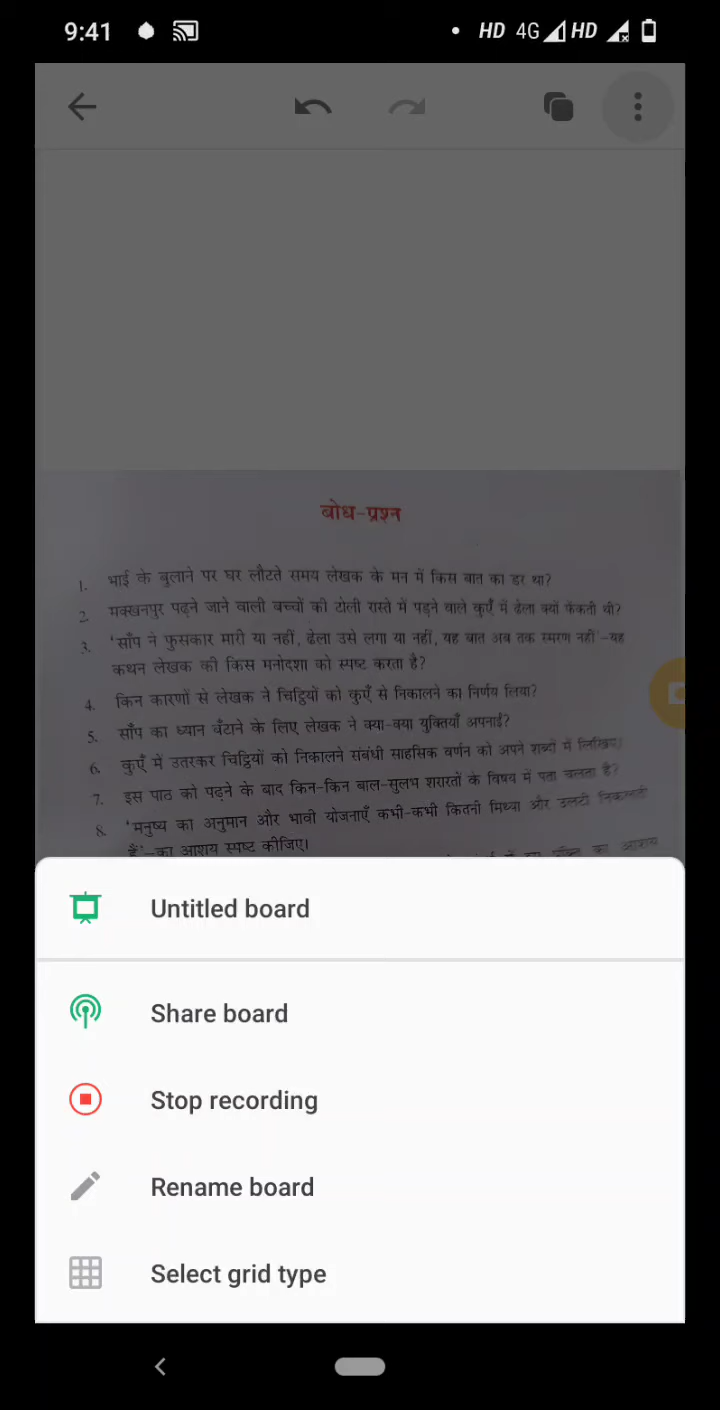 9:41 HD 4G HD
बोध-प्रश्न
1. भाई के बुलाने पर घर लौटते समय लेखक के मन में किस बात का डर था?
2. मक्खनपुर पढ़ने जाने वाली बच्चों की टोली रास्ते में पड़ने वाले कुएँ में ढेला क्यों फेंकती थी?
3. 'साँप ने फुसकार मारी या नहीं, ढेला उसे लगा या नहीं, यह बात अब तक स्मरण नहीं'–यह
कथन लेखक की किस मनोदशा को स्पष्ट करता है?
4. किन कारणों से लेखक ने चिट्ठियों को कुएँ से निकालने का निर्णय लिया?
5. साँप का ध्यान बँटाने के लिए लेखक ने क्या-क्या युक्तियाँ अपनाईं?
6. कुएँ में उतरकर चिट्ठियों को निकालने संबंधी साहसिक वर्णन को अपने शब्दों में लिखिए।
7. इस पाठ को पढ़ने के बाद किन-किन बाल-सुलभ शरारतों के विषय में पता चलता है?
8. 'मनुष्य का अनुमान और भावी योजनाएँ कभी-कभी कितनी मिथ्या और उलटी निकलती
हैं'–का आशय स्पष्ट कीजिए।
का आशय
Untitled board
Share board
Stop recording
Rename board
Select grid type